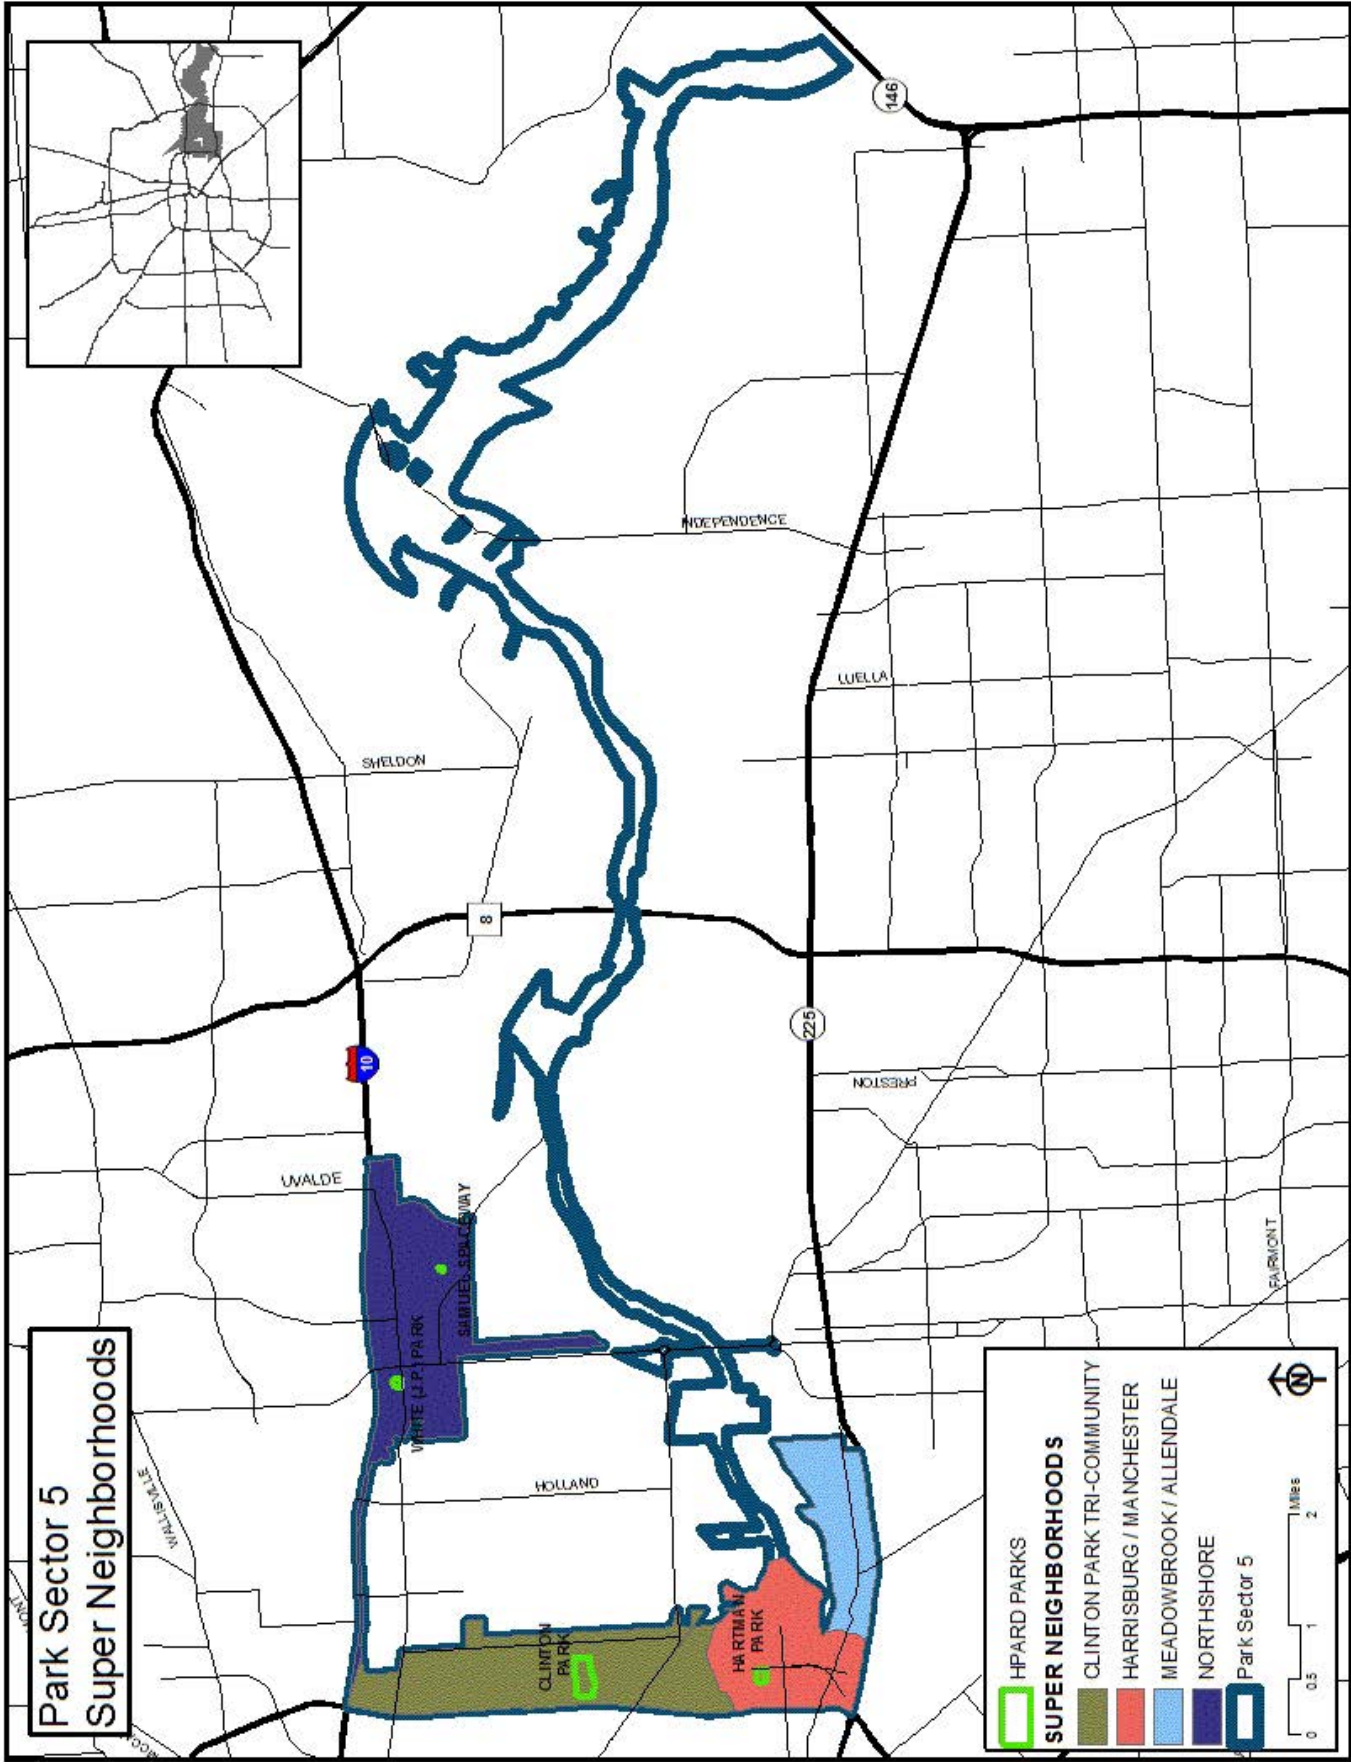 Park Sector 5
Super Neighborhoods
WALLISVILLE
UVALDE
SHELDON
10
8
WHITE (J.P.) PARK
SAMUEL SPACEWAY
HOLLAND
CLINTON
PARK
HARTMAN
PARK
INDEPENDENCE
LUELLA
PRESTON
FAIRMONT
225
146
HPARD PARKS
SUPER NEIGHBORHOODS
CLINTON PARK TRI-COMMUNITY
HARRISBURG / MANCHESTER
MEADOWBROOK / ALLENDALE
NORTHSHORE
Park Sector 5
0 0.5 1 2
Miles
N